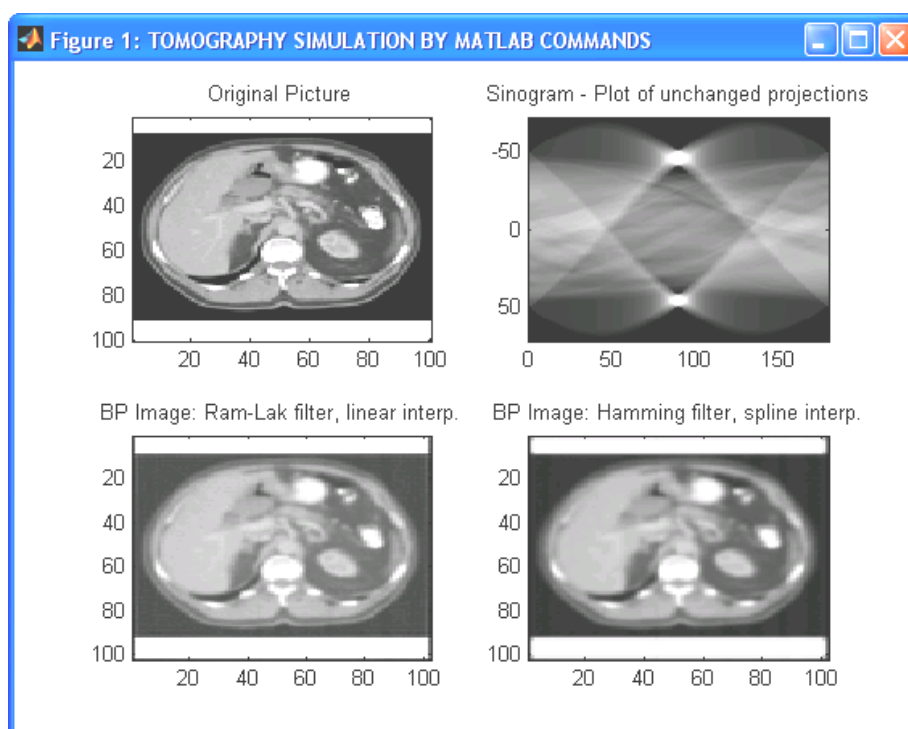 Figure 1: TOMOGRAPHY SIMULATION BY MATLAB COMMANDS
Original Picture
20
40
60
80
100
20 40 60 80 100
Sinogram - Plot of unchanged projections
-50
0
50
0 50 100 150
BP Image: Ram-Lak filter, linear interp.
20
40
60
80
100
20 40 60 80 100
BP Image: Hamming filter, spline interp.
20
40
60
80
100
20 40 60 80 100